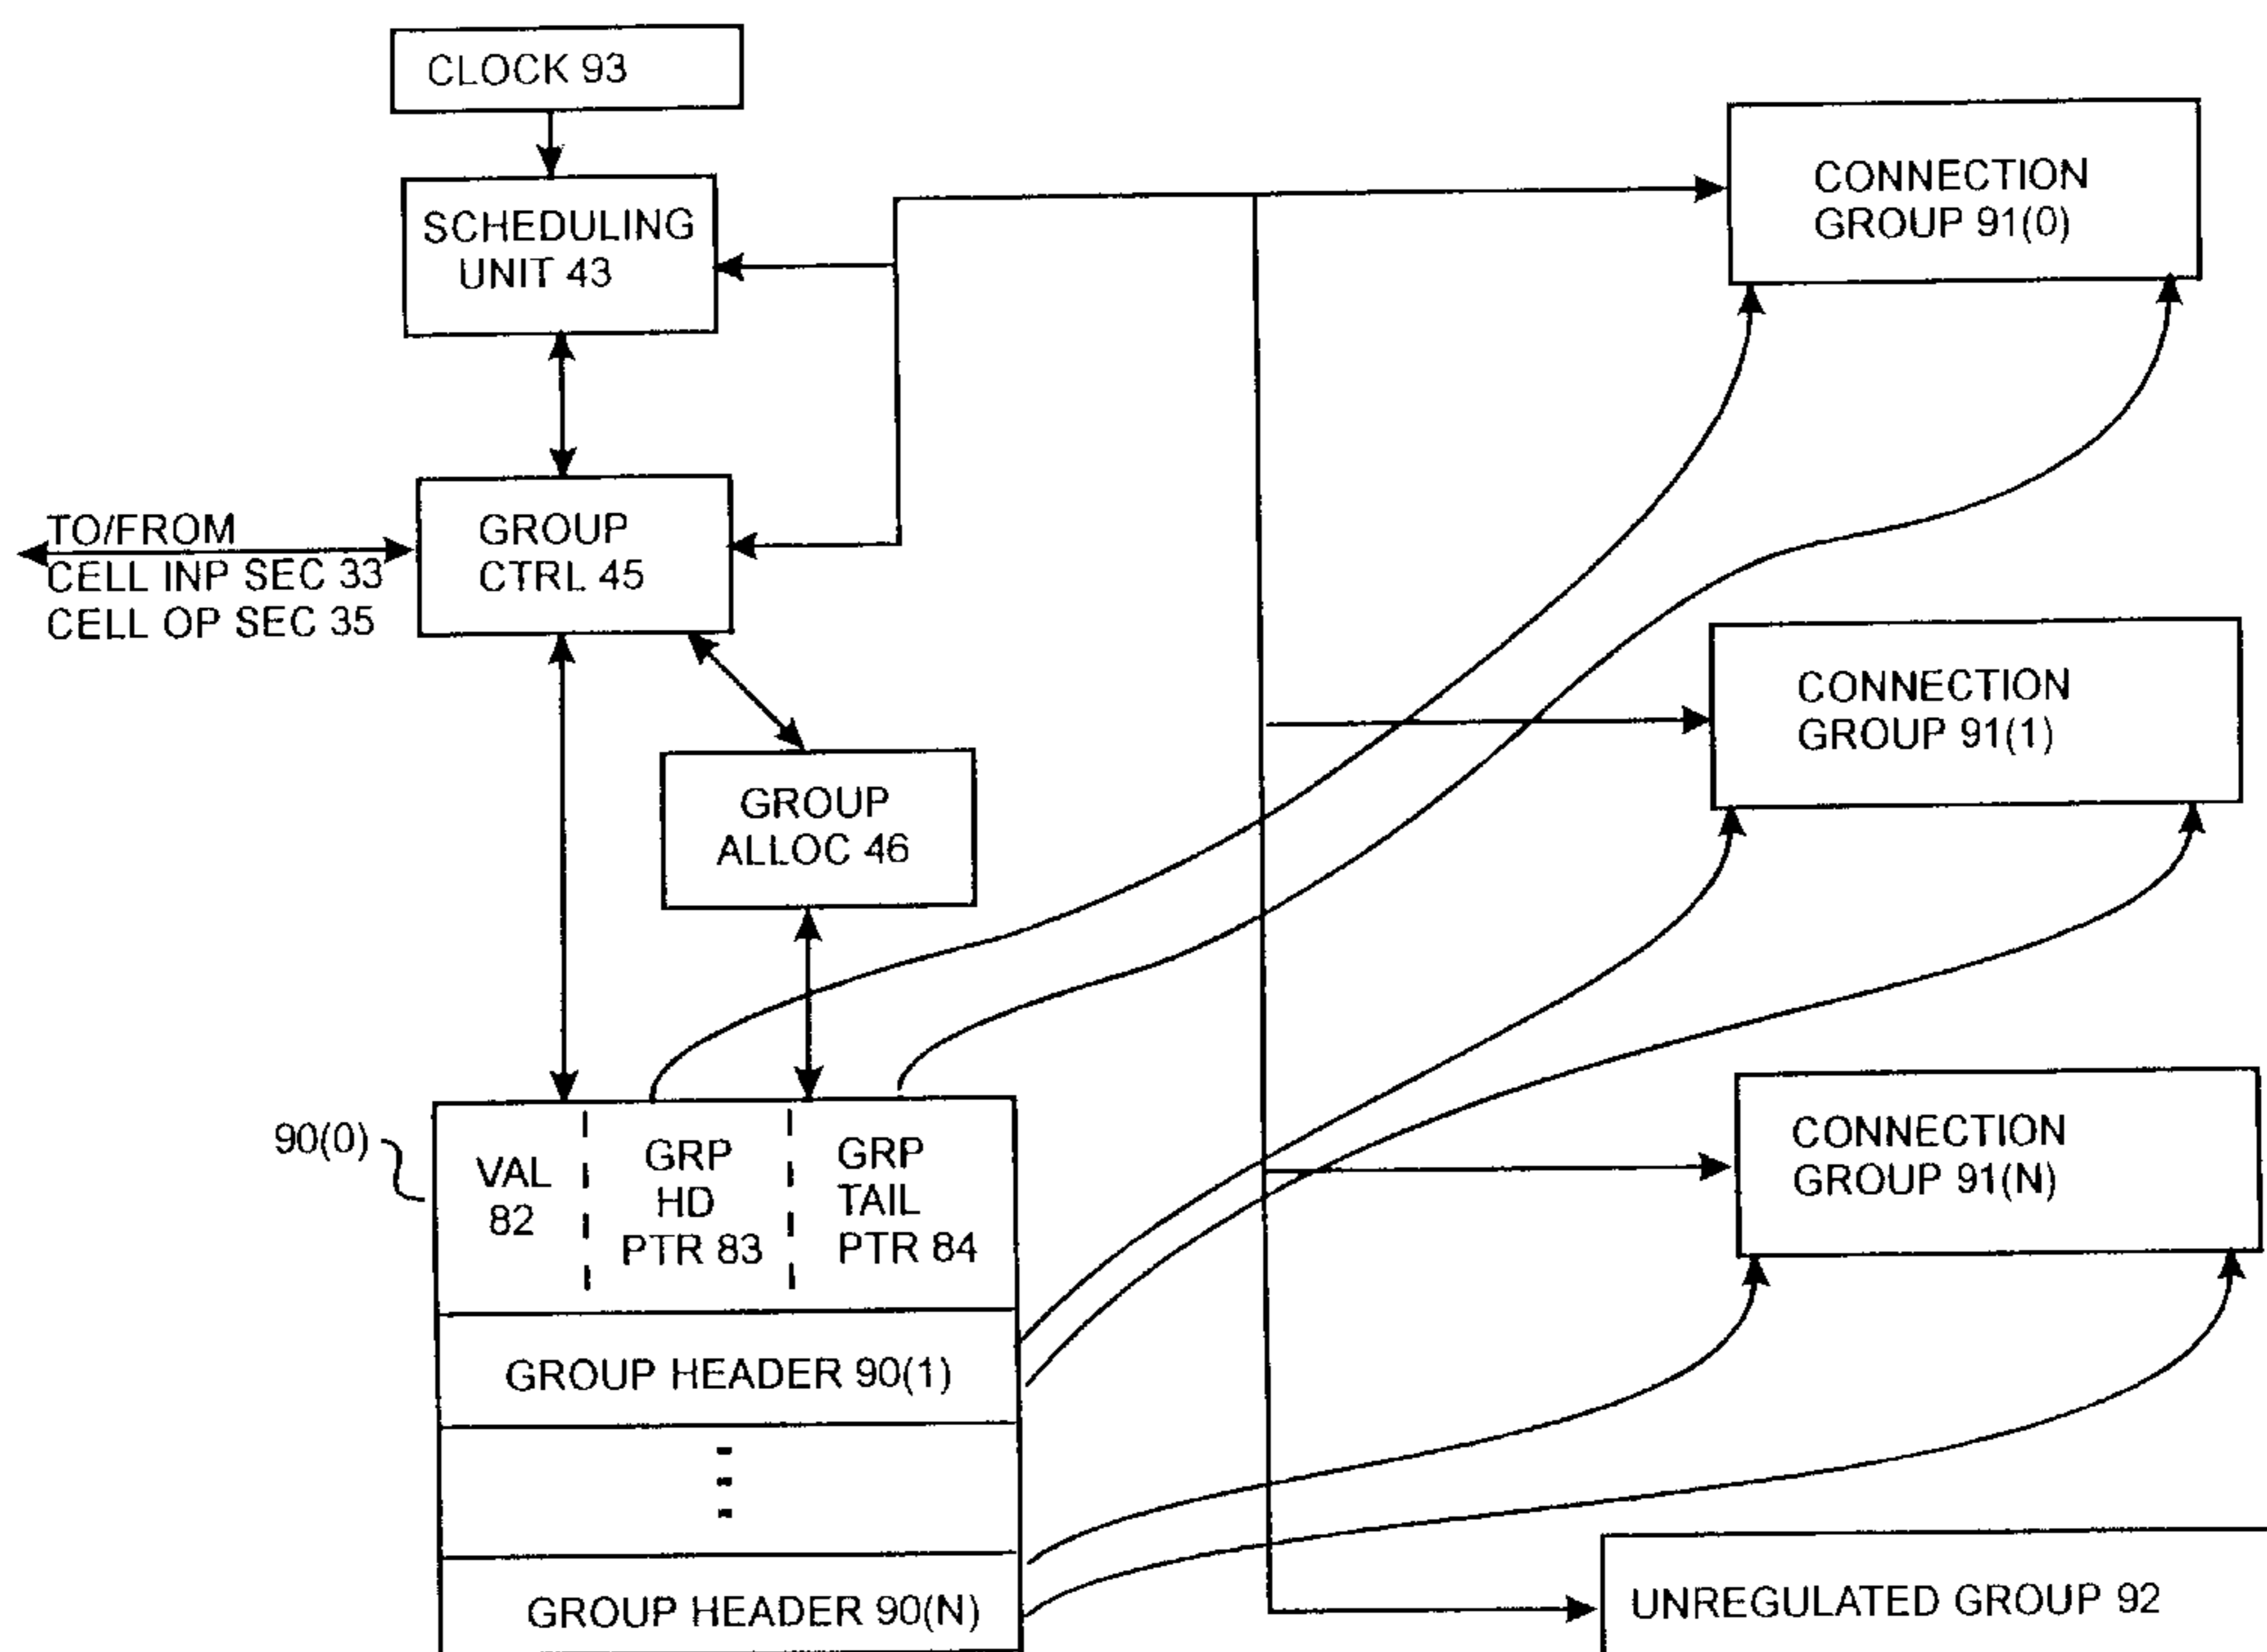 CLOCK 93
SCHEDULING
UNIT 43
CONNECTION
GROUP 91(0)
TO/FROM
CELL INP SEC 33
CELL OP SEC 35
GROUP
CTRL 45
CONNECTION
GROUP 91(1)
GROUP
ALLOC 46
90(0)
VAL
82
GRP
HD
PTR 83
GRP
TAIL
PTR 84
CONNECTION
GROUP 91(N)
GROUP HEADER 90(1)
GROUP HEADER 90(N)
UNREGULATED GROUP 92